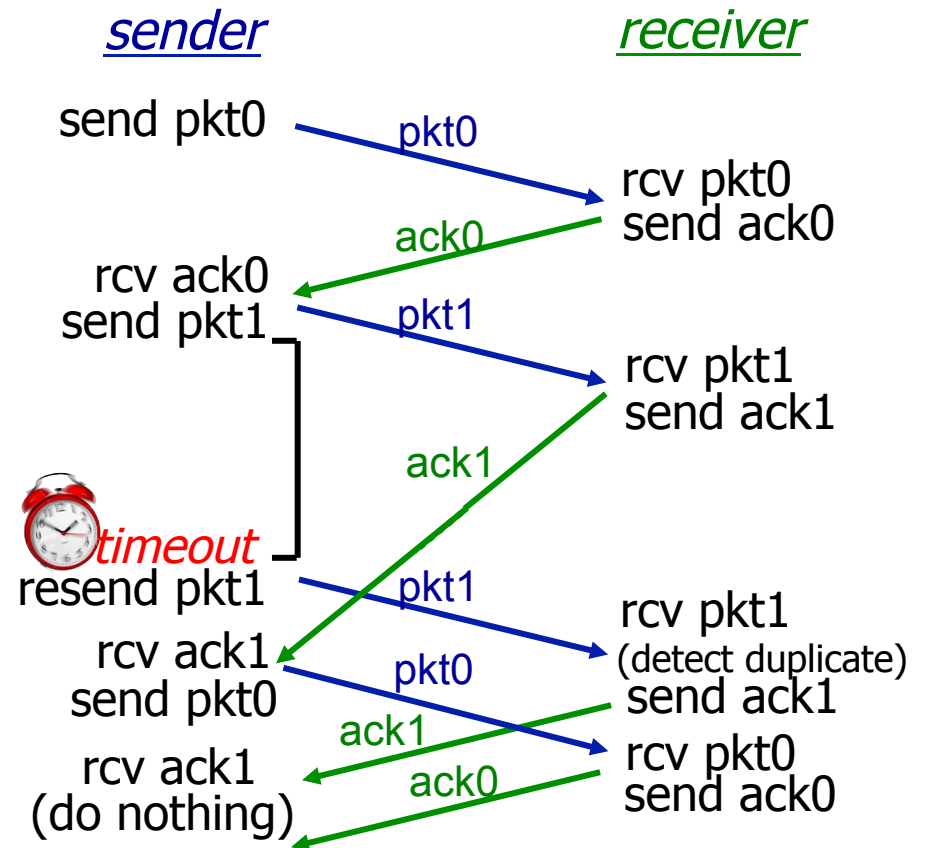 sender
receiver
send pkt0
pkt0
rcv pkt0
send ack0
ack0
rcv ack0
send pkt1
pkt1
rcv pkt1
send ack1
ack1
timeout
resend pkt1
pkt1
rcv pkt1
(detect duplicate)
send ack1
rcv ack1
send pkt0
pkt0
ack1
rcv pkt0
send ack0
rcv ack1
(do nothing)
ack0